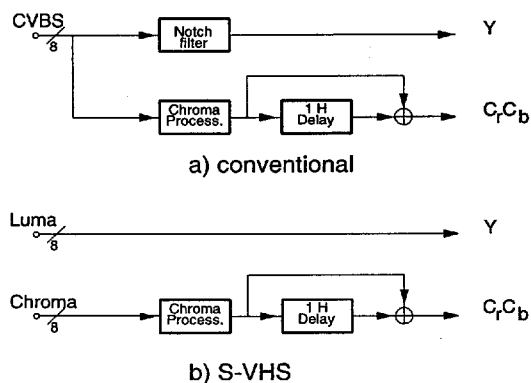 CVBS
8
Notch
filter
Y
Chroma
Process.
1 H
Delay
CrCb
a) conventional
Luma
8
Y
Chroma
8
Chroma
Process.
1 H
Delay
CrCb
b) S-VHS